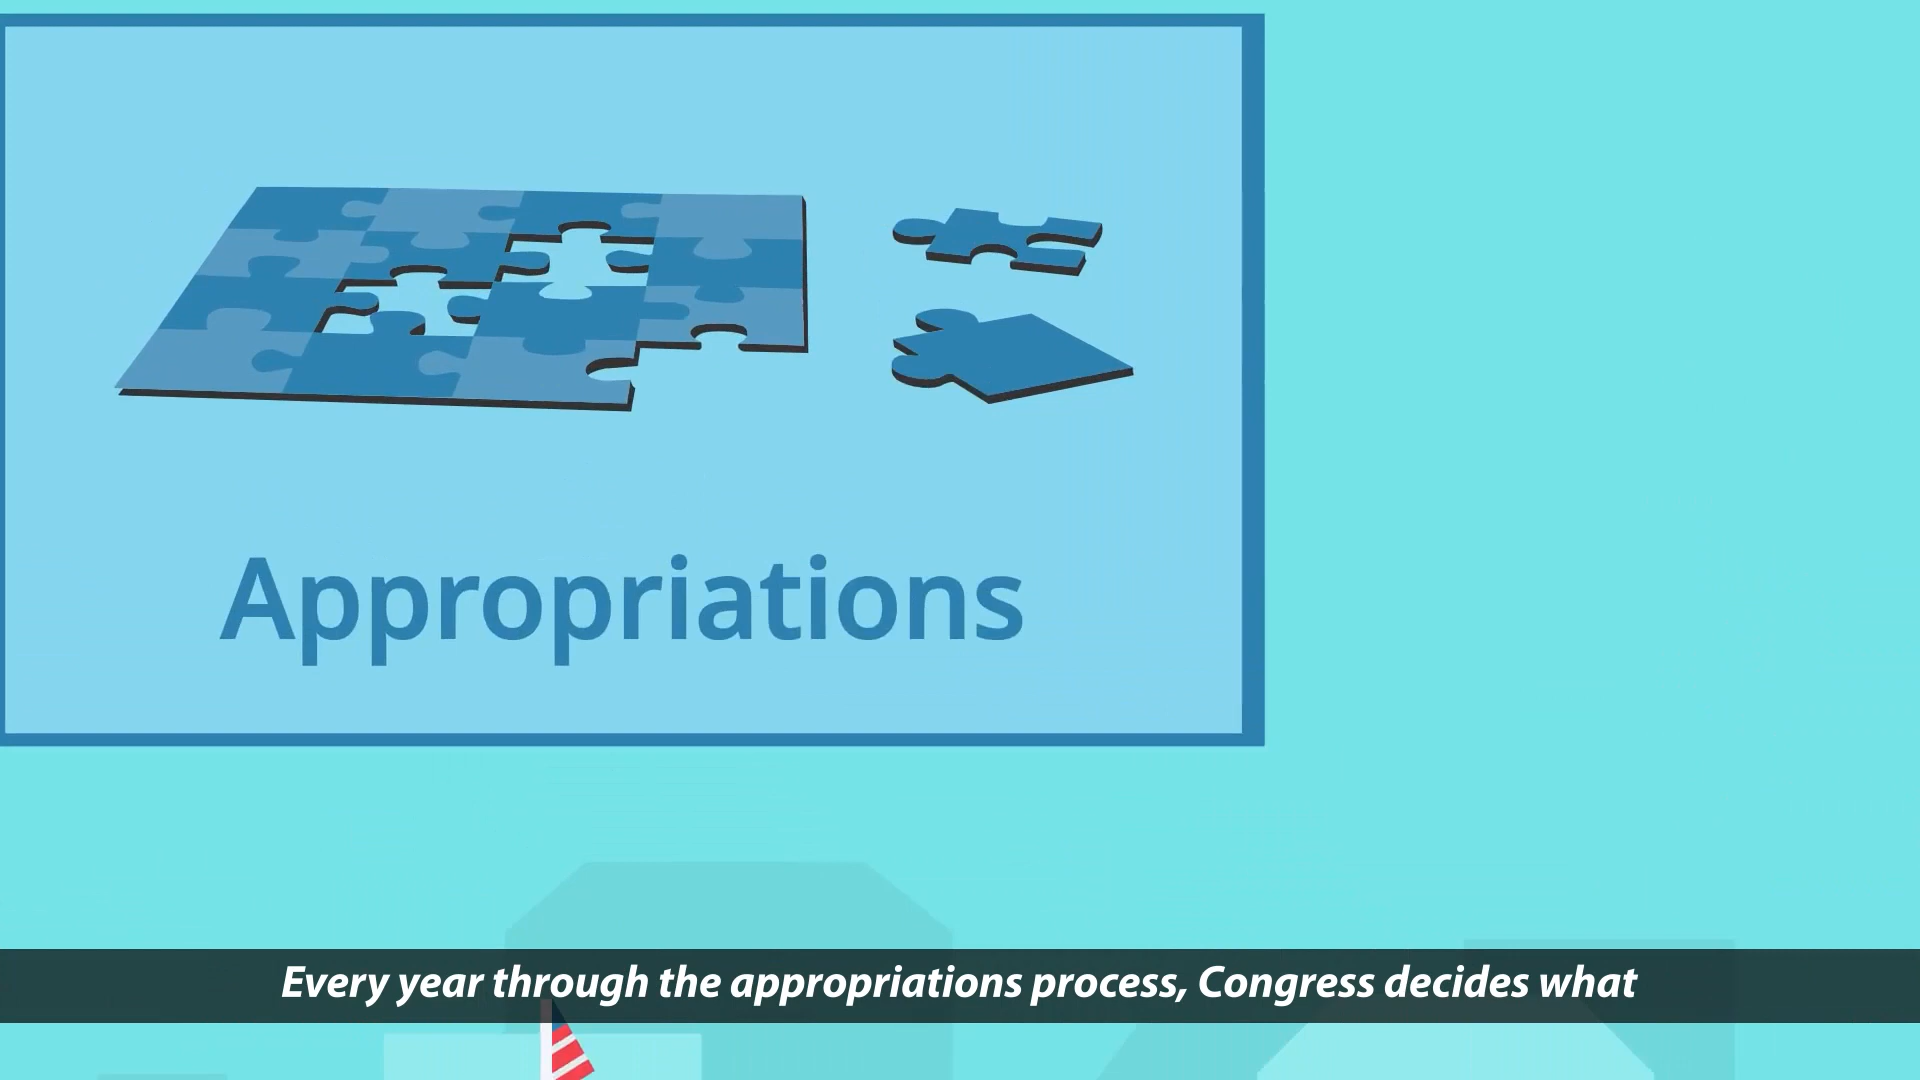 Appropriations
Every year through the appropriations process, Congress decides what